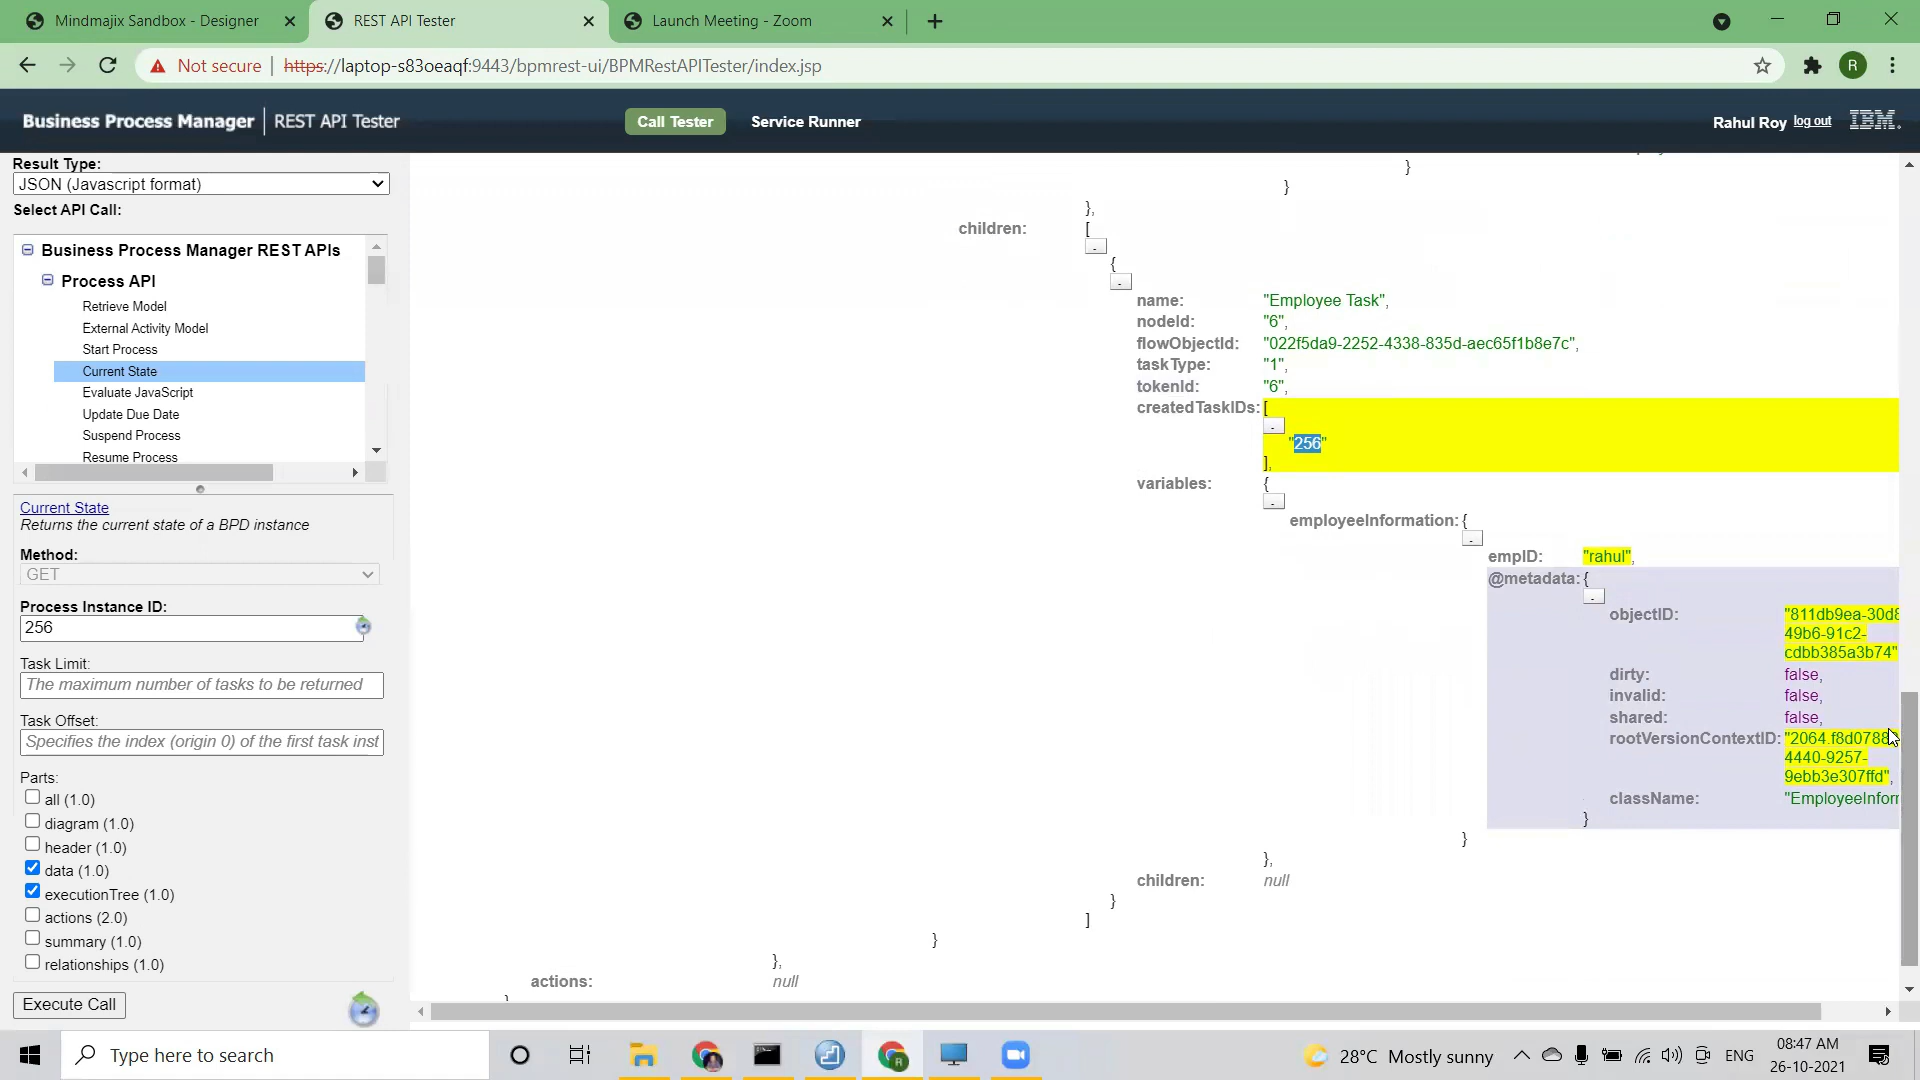 Mindmajix Sandbox - Designer
REST API Tester
Launch Meeting - Zoom
Not secure | https://laptop-s83oeaqf:9443/bpmrest-ui/BPMRestAPITester/index.jsp
R
Business Process Manager | REST API Tester
Call Tester
Service Runner
Rahul Roy log out
IBM.
Result Type:
JSON (Javascript format)
Select API Call:
Business Process Manager REST APIs
Process API
Retrieve Model
External Activity Model
Start Process
Current State
Evaluate JavaScript
Update Due Date
Suspend Process
Resume Process
Current State
Returns the current state of a BPD instance
Method:
GET
Process Instance ID:
256
Task Limit:
The maximum number of tasks to be returned
Task Offset:
Specifies the index (origin 0) of the first task inst
Parts:
all (1.0)
diagram (1.0)
header (1.0)
data (1.0)
executionTree (1.0)
actions (2.0)
summary (1.0)
relationships (1.0)
Execute Call
}
}
},
children: [
-
{
-
name: "Employee Task",
nodeId: "6",
flowObjectId: "022f5da9-2252-4338-835d-aec65f1b8e7c",
taskType: "1",
tokenId: "6",
createdTaskIDs: [
-
"256"
],
variables: {
-
employeeInformation: {
-
empID: "rahul",
@metadata: {
-
objectID: "811db9ea-30d8
49b6-91c2-
cdbb385a3b74"
dirty: false,
invalid: false,
shared: false,
rootVersionContextID: "2064.f8d0788
4440-9257-
9ebb3e307ffd",
className: "EmployeeInfor
}
}
},
children: null
}
]
}
},
actions: null
Type here to search
28°C Mostly sunny
ENG
08:47 AM
26-10-2021